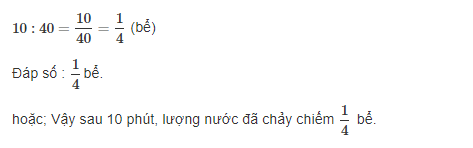 10 : 40 = 10/40 = 1/4 (bể)
Đáp số : 1/4 bể.
hoặc; Vậy sau 10 phút, lượng nước đã chảy chiếm 1/4 bể.